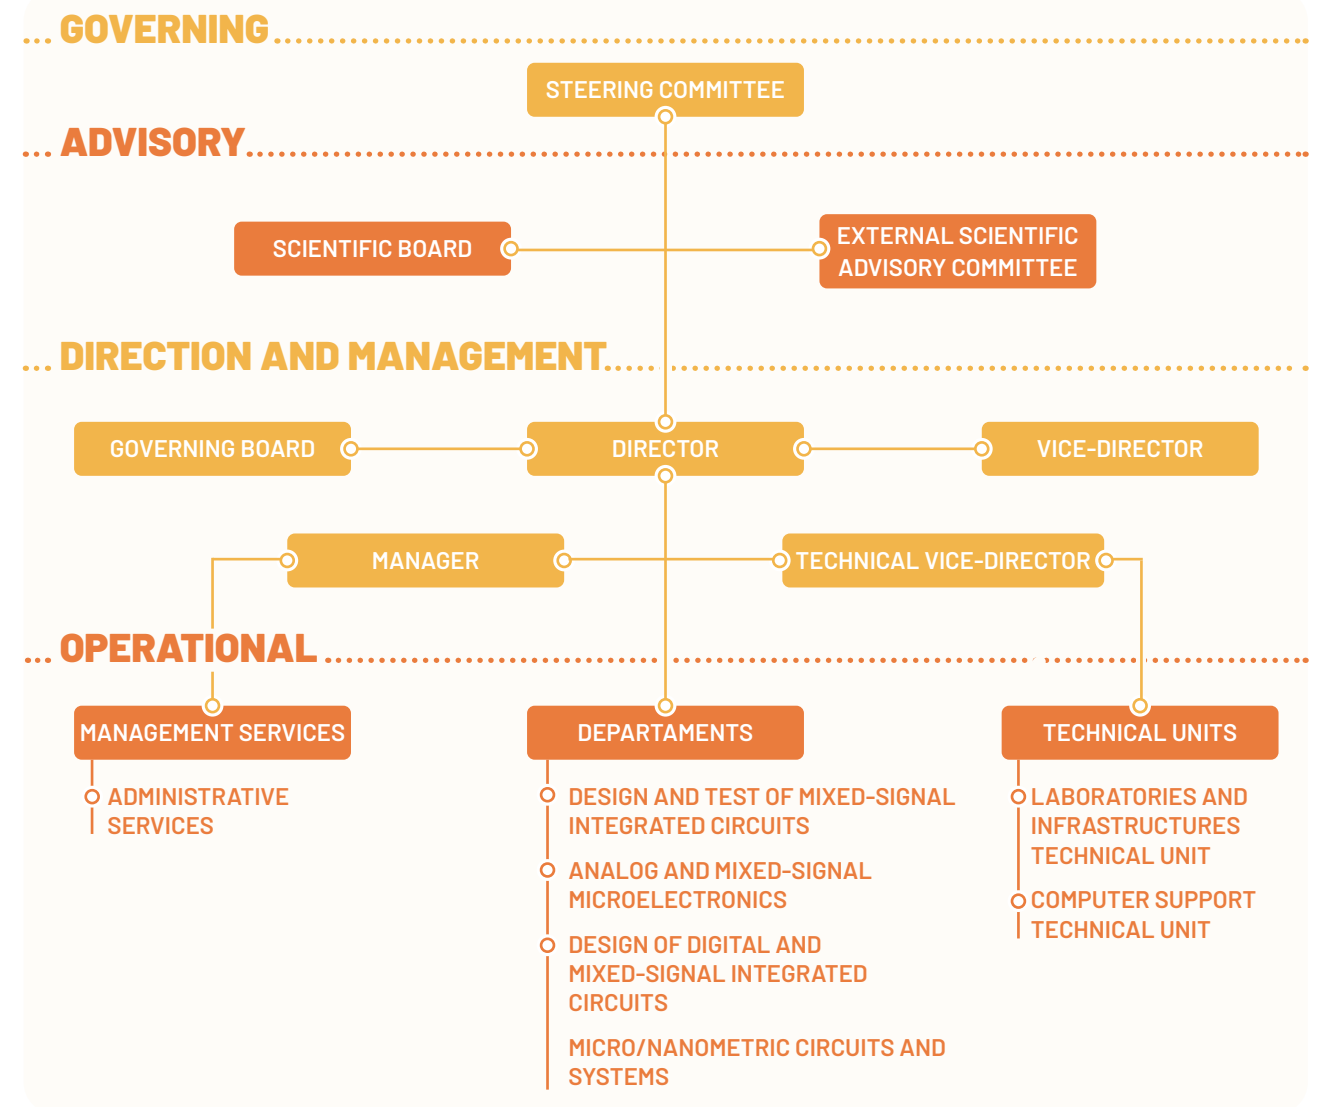 GOVERNING
STEERING COMMITTEE
ADVISORY
SCIENTIFIC BOARD
EXTERNAL SCIENTIFIC
ADVISORY COMMITTEE
DIRECTION AND MANAGEMENT
GOVERNING BOARD
DIRECTOR
VICE-DIRECTOR
MANAGER
TECHNICAL VICE-DIRECTOR
OPERATIONAL
MANAGEMENT SERVICES
ADMINISTRATIVE
SERVICES
DEPARTAMENTS
DESIGN AND TEST OF MIXED-SIGNAL
INTEGRATED CIRCUITS
ANALOG AND MIXED-SIGNAL
MICROELECTRONICS
DESIGN OF DIGITAL AND
MIXED-SIGNAL INTEGRATED
CIRCUITS
MICRO/NANOMETRIC CIRCUITS AND
SYSTEMS
TECHNICAL UNITS
LABORATORIES AND
INFRASTRUCTURES
TECHNICAL UNIT
COMPUTER SUPPORT
TECHNICAL UNIT